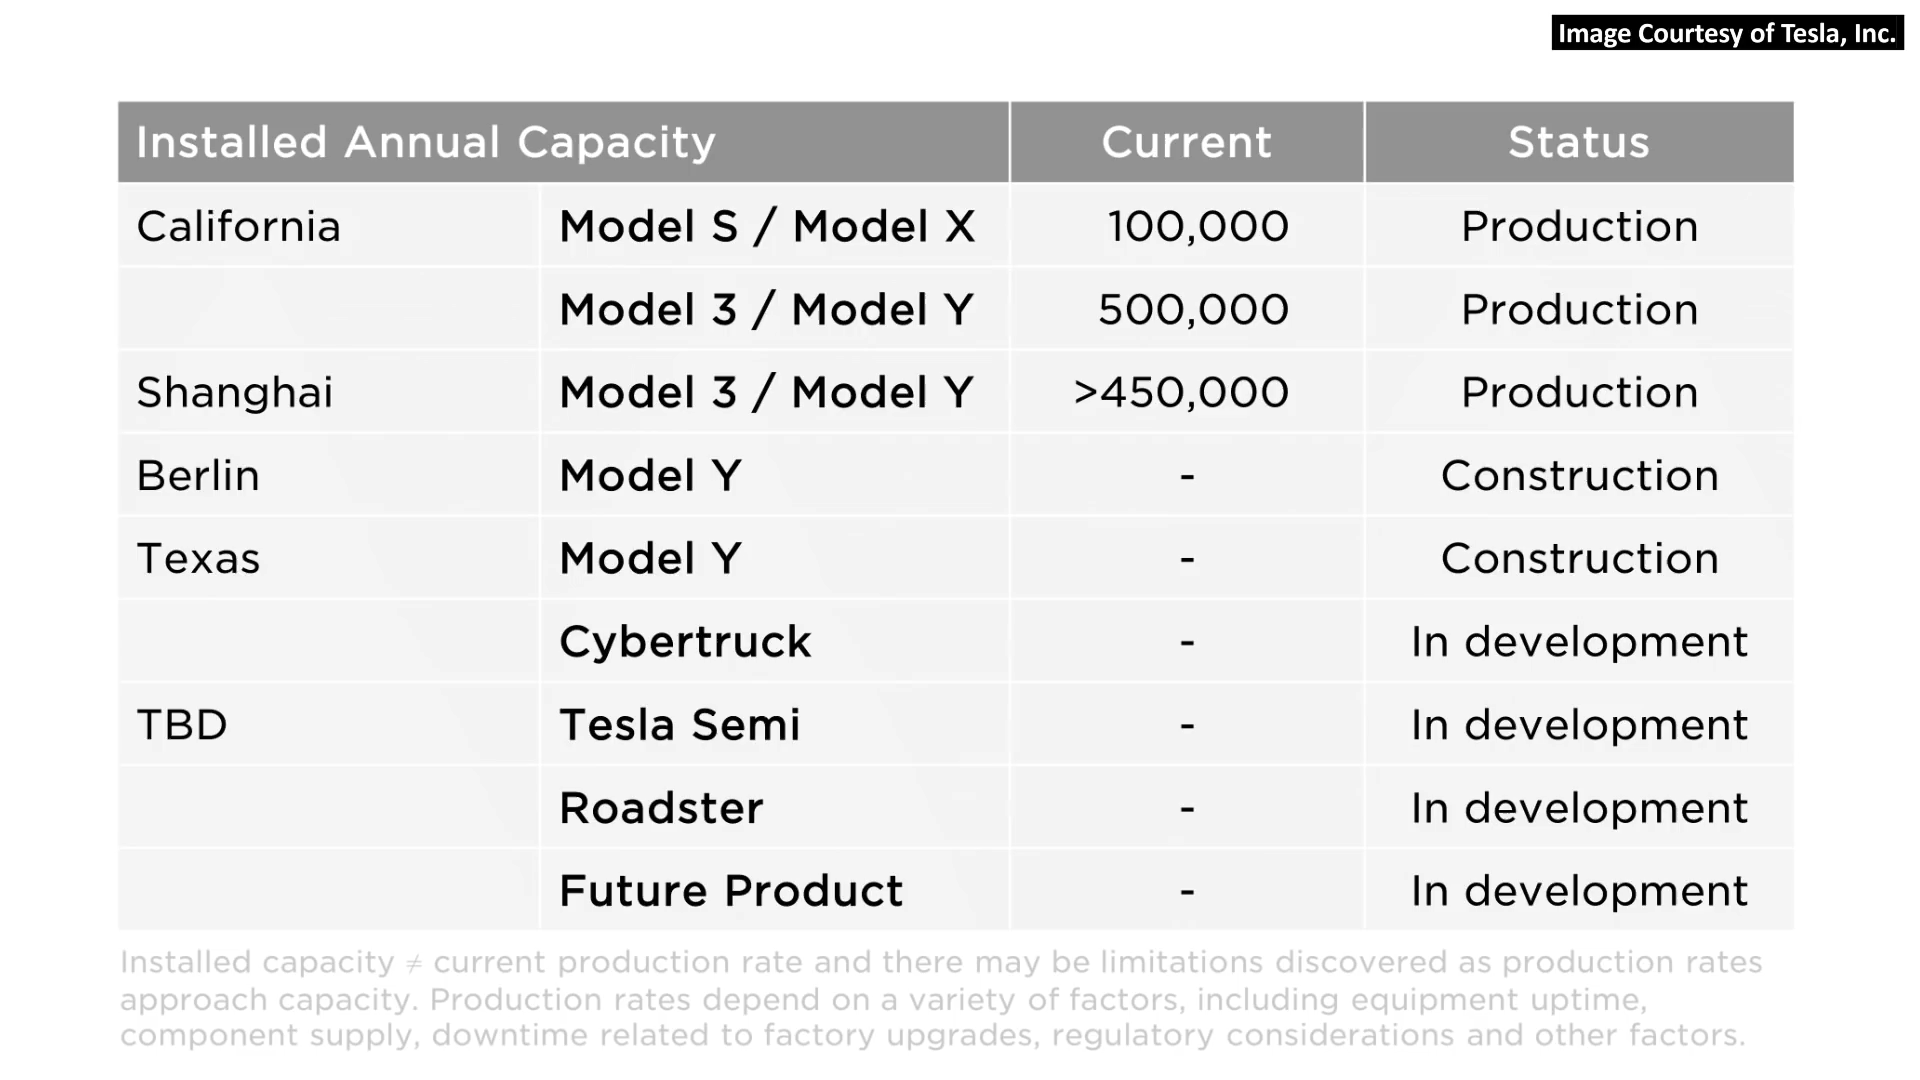 Image Courtesy of Tesla, Inc.
Installed Annual Capacity Current Status
California Model S / Model X 100,000 Production
Model 3 / Model Y 500,000 Production
Shanghai Model 3 / Model Y >450,000 Production
Berlin Model Y - Construction
Texas Model Y - Construction
Cybertruck - In development
TBD Tesla Semi - In development
Roadster - In development
Future Product - In development
Installed capacity ≠ current production rate and there may be limitations discovered as production rates
approach capacity. Production rates depend on a variety of factors, including equipment uptime,
component supply, downtime related to factory upgrades, regulatory considerations and other factors.